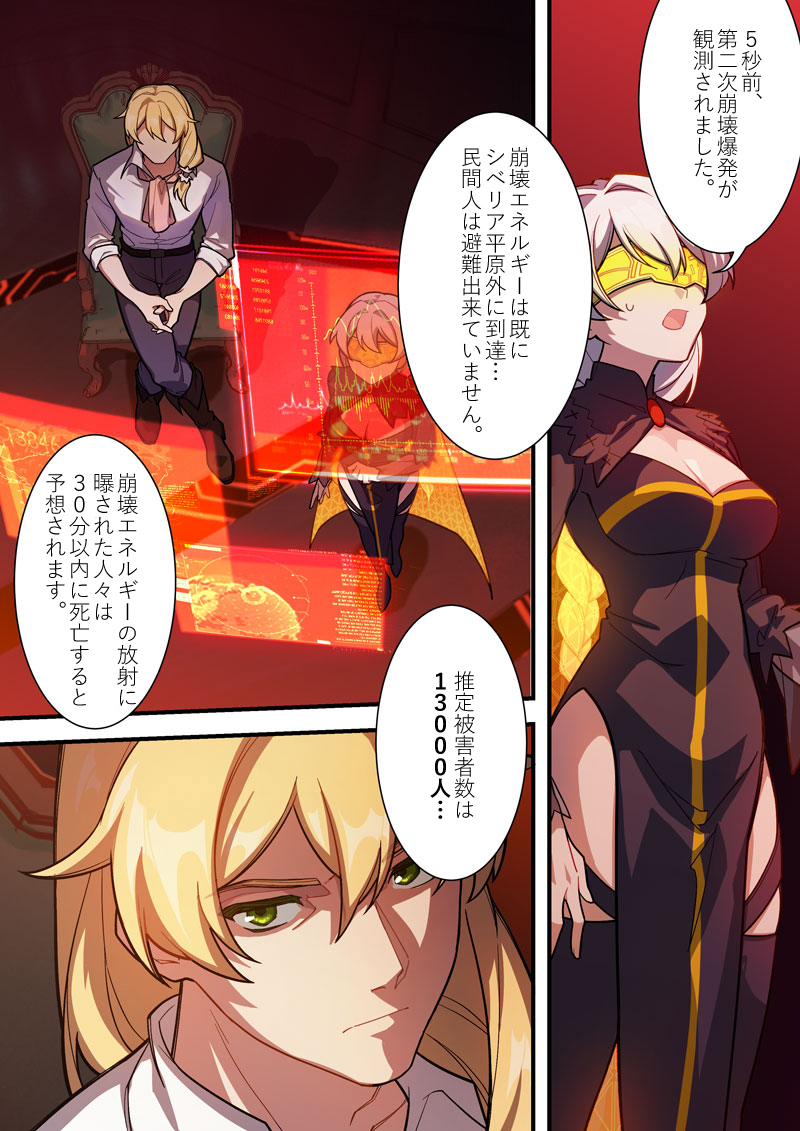 5秒前、
第二次崩壊爆発が
観測されました。
崩壊エネルギーは既に
シベリア平原外に到達…
民間人は避難出来ていません。
崩壊エネルギーの放射に
曝された人々は
30分以内に死亡すると
予想されます。
推定被害者数は
13000人…